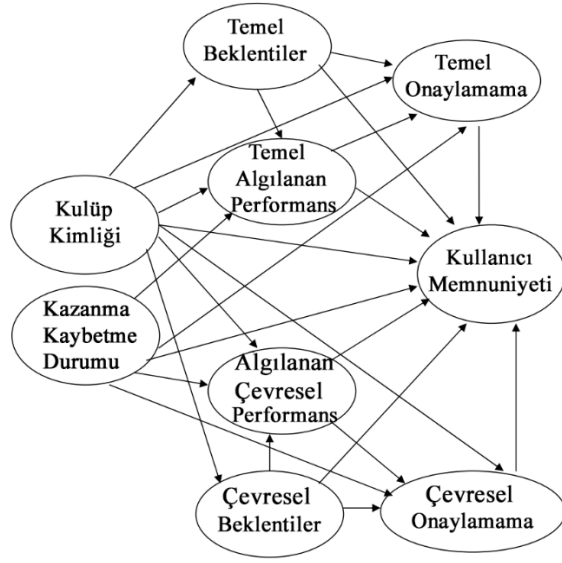 Temel
Beklentiler
Temel
Onaylamama
Temel
Algılanan
Performans
Kulüp
Kimliği
Kullanıcı
Memnuniyeti
Kazanma
Kaybetme
Durumu
Algılanan
Çevresel
Performans
Çevresel
Beklentiler
Çevresel
Onaylamama